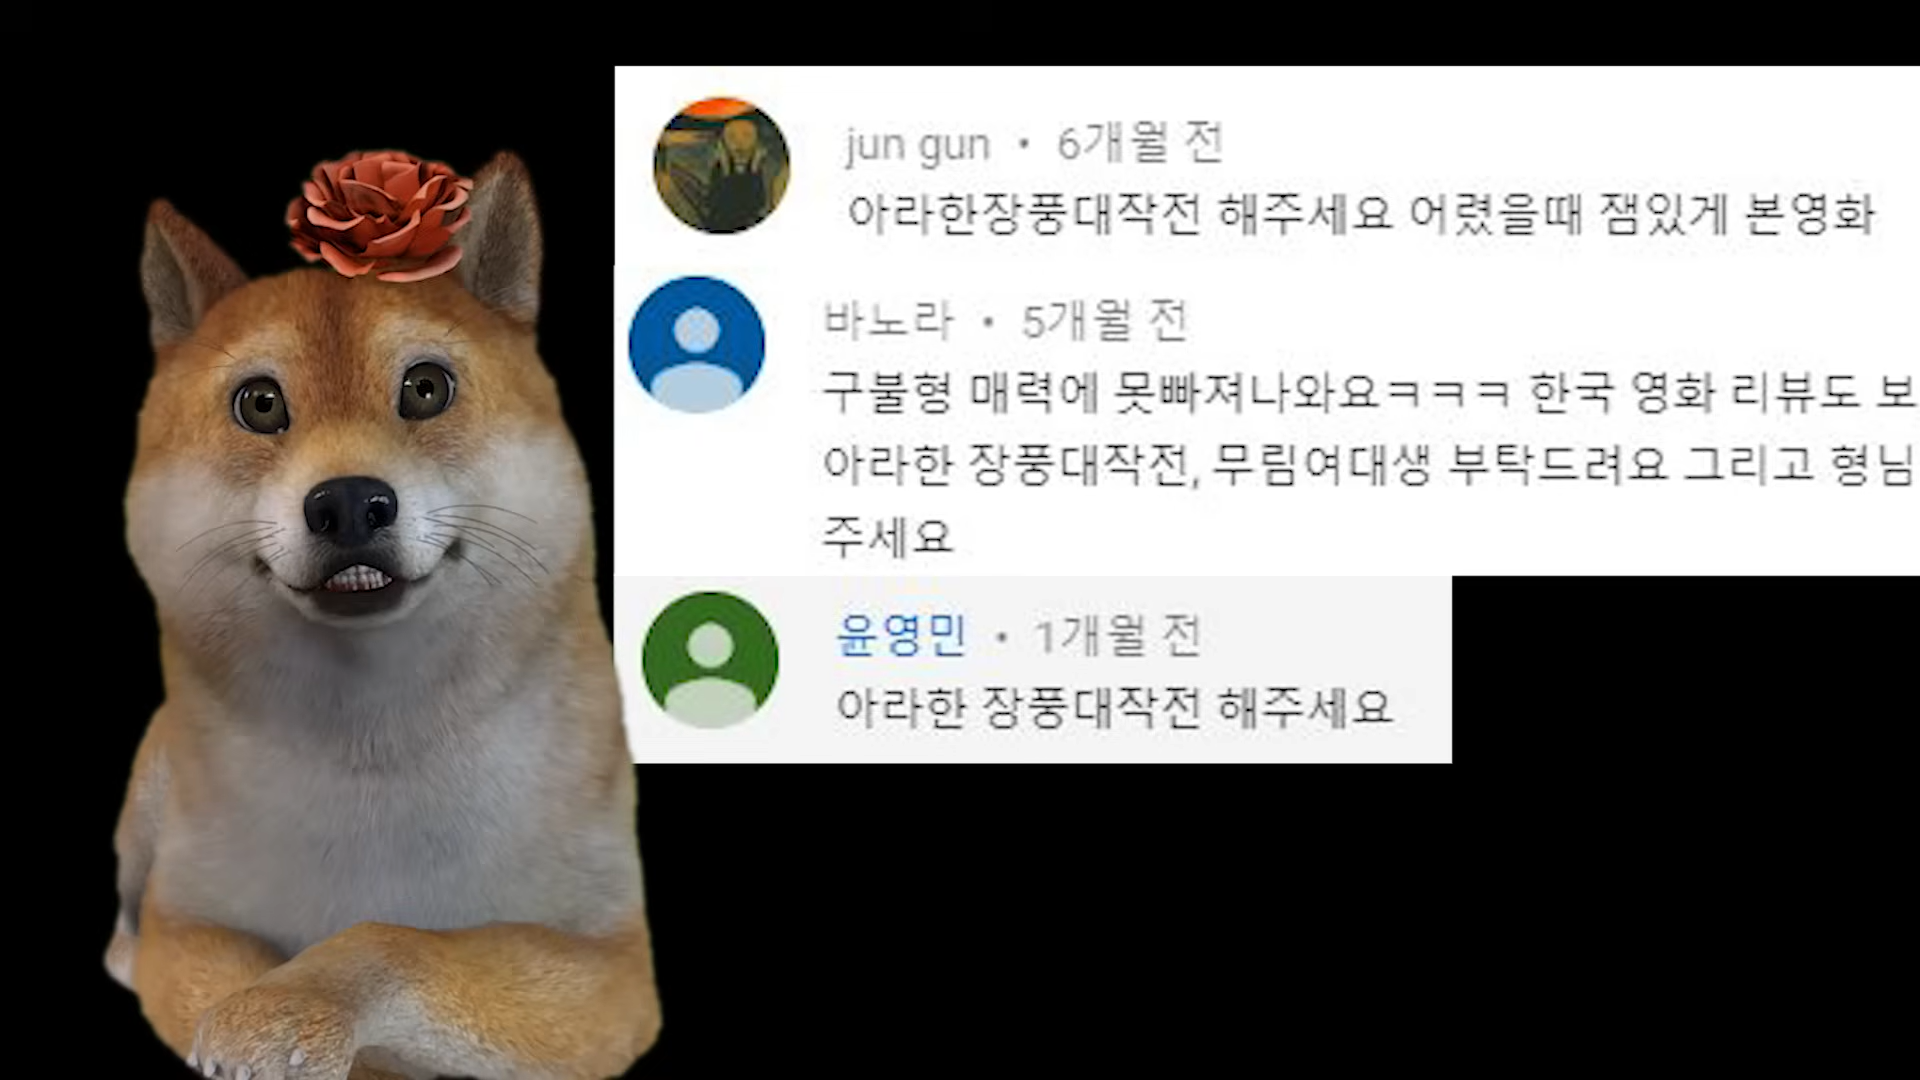 jun gun • 6개월 전
아라한장풍대작전 해주세요 어렸을때 잼있게 본영화
바노라 • 5개월 전
구불형 매력에 못빠져나와요ㅋㅋㅋ 한국 영화 리뷰도 보
아라한 장풍대작전, 무림여대생 부탁드려요 그리고 형님
주세요
윤영민 • 1개월 전
아라한 장풍대작전 해주세요